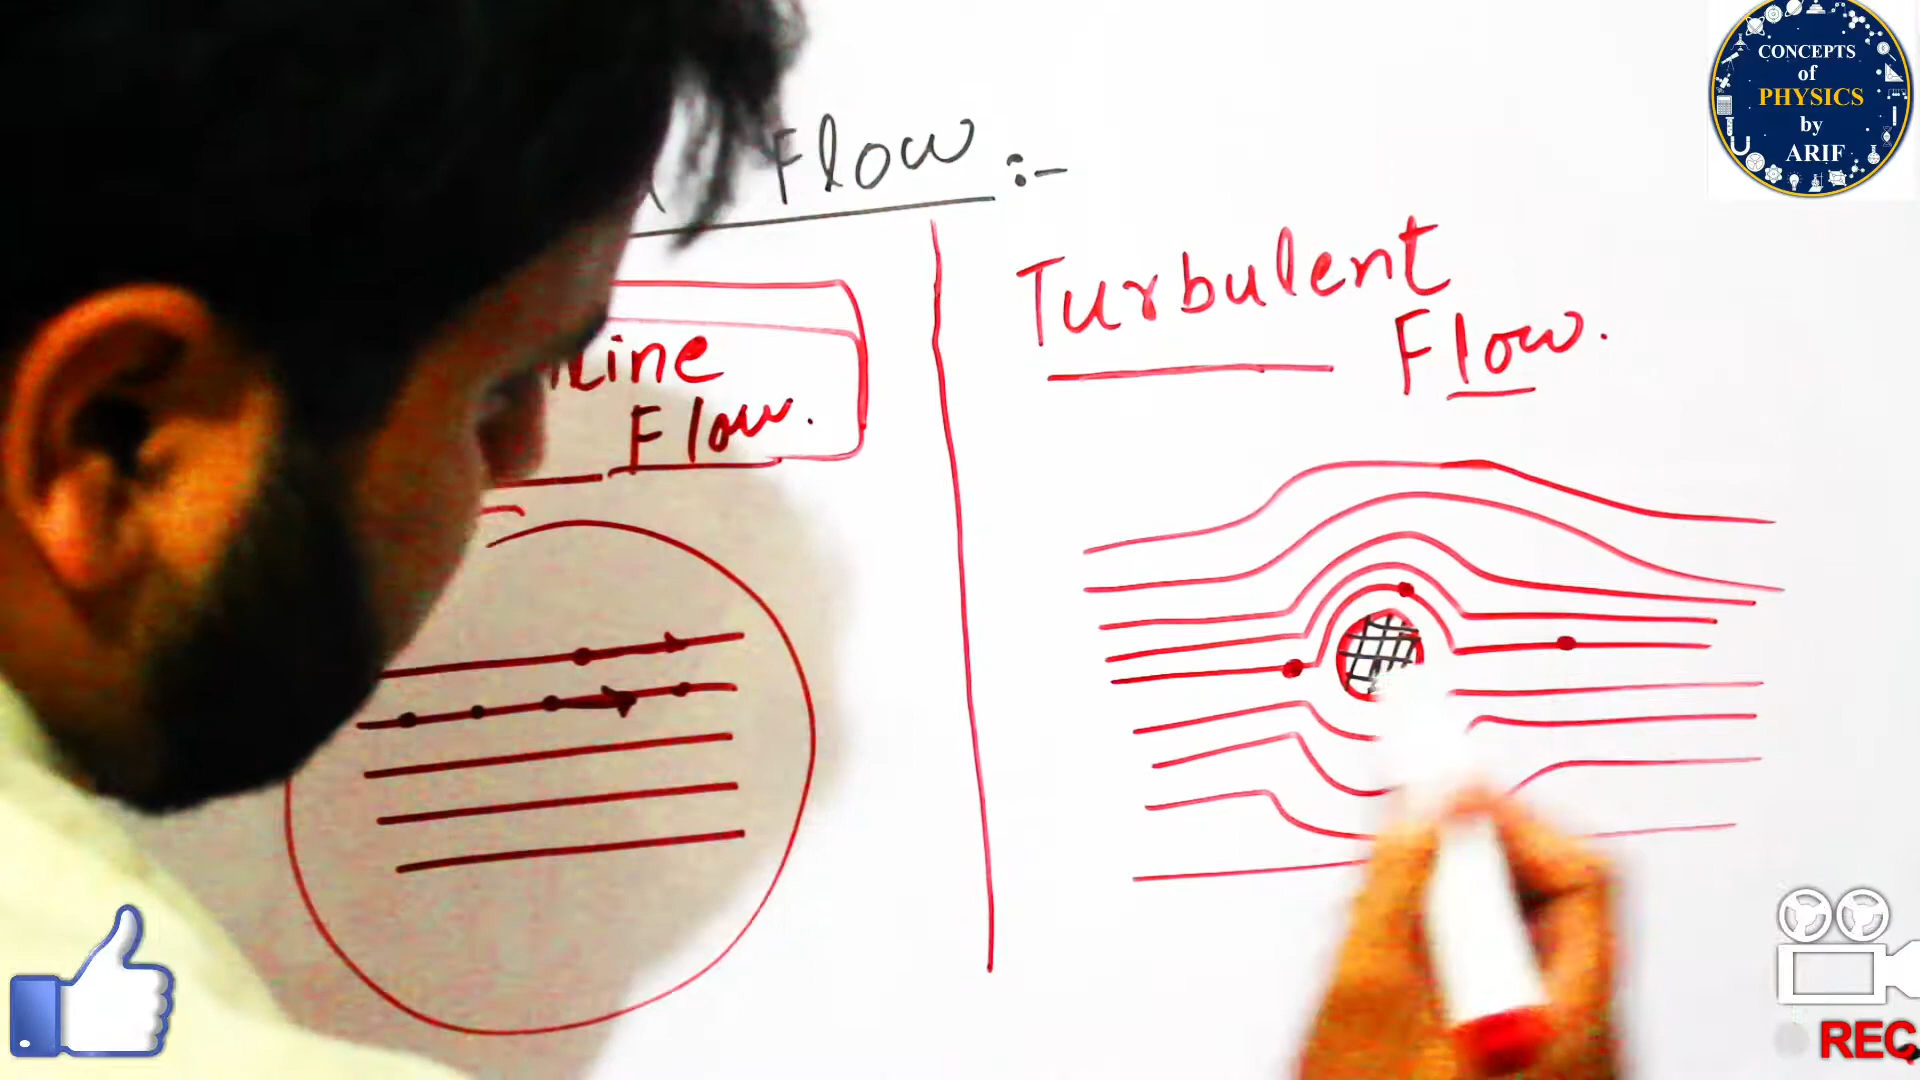 CONCEPTS
of
PHYSICS
by
ARIF
Flow :-
Line
Flow.
Turbulent
Flow.
REC